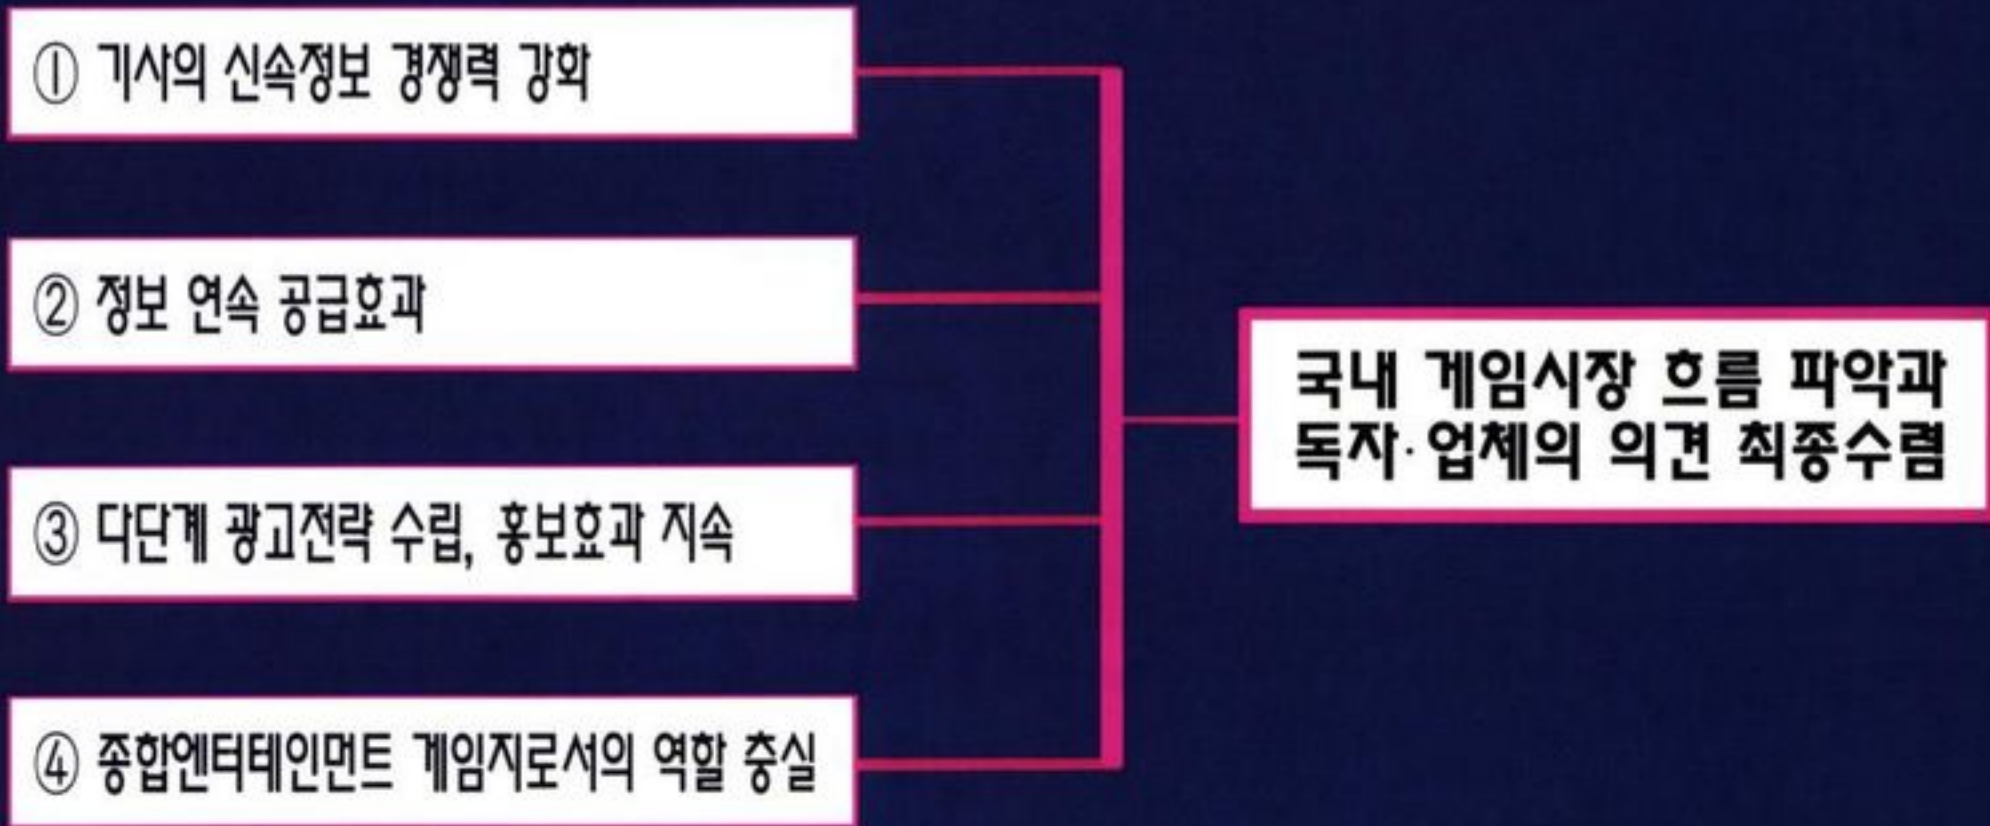 ① 기사의 신속정보 경쟁력 강화
② 정보 연속 공급효과
③ 다단계 광고전략 수립, 홍보효과 지속
④ 종합엔터테인먼트 게임지로서의 역할 충실
국내 게임시장 흐름 파악과
독자·업체의 의견 최종수렴